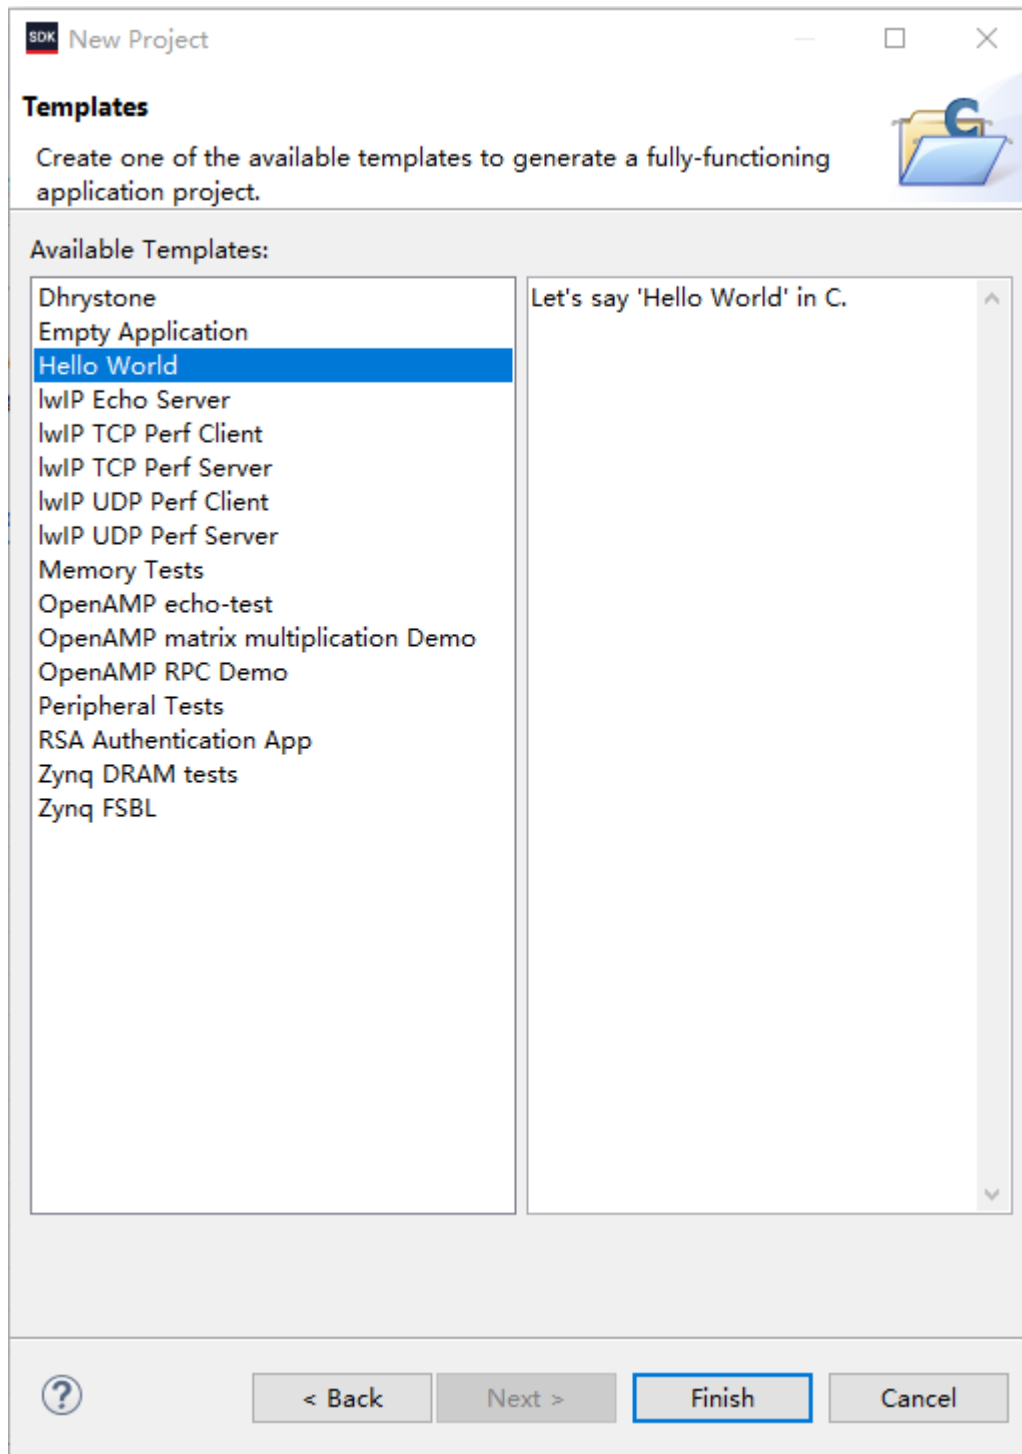 SDK New Project
Templates
Create one of the available templates to generate a fully-functioning
application project.
Available Templates:
Dhrystone
Empty Application
Hello World
lwIP Echo Server
lwIP TCP Perf Client
lwIP TCP Perf Server
lwIP UDP Perf Client
lwIP UDP Perf Server
Memory Tests
OpenAMP echo-test
OpenAMP matrix multiplication Demo
OpenAMP RPC Demo
Peripheral Tests
RSA Authentication App
Zynq DRAM tests
Zynq FSBL
Let's say 'Hello World' in C.
< Back Next > Finish Cancel